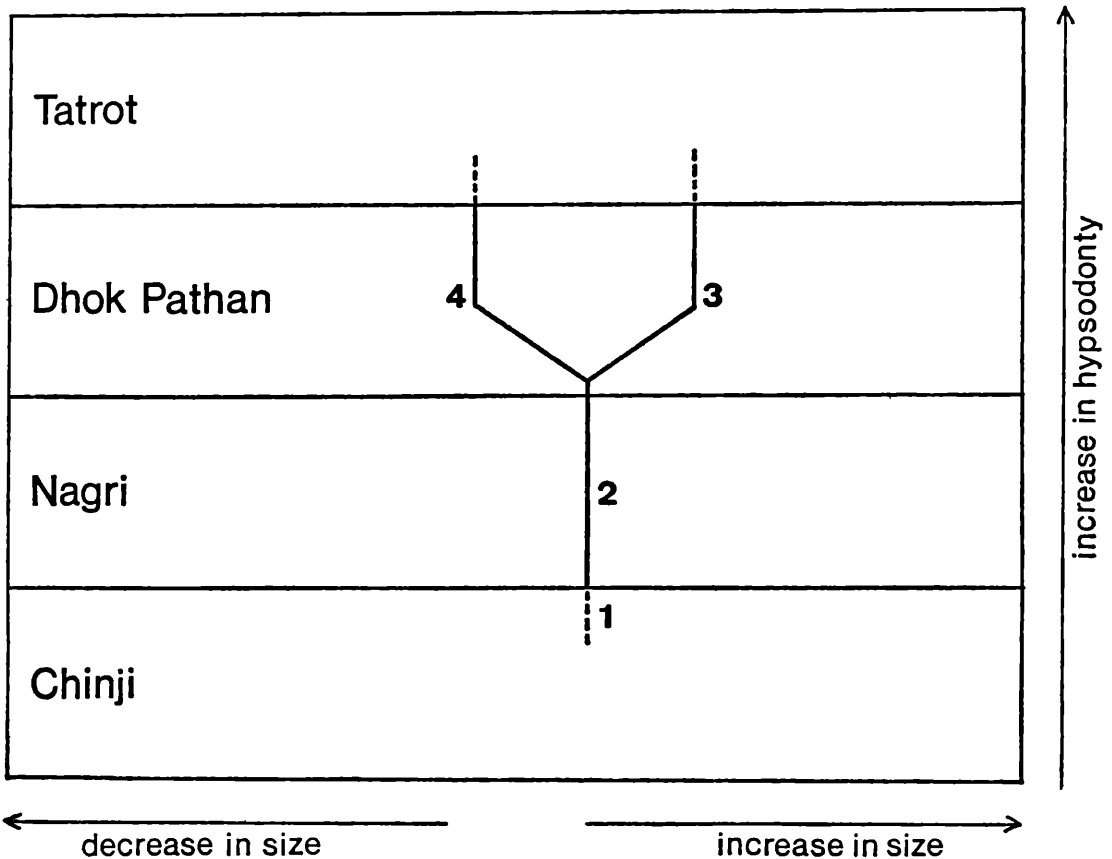 Tatrot
Dhok Pathan
4
3
Nagri
2
1
Chinji
increase in hypsodonty
decrease in size
increase in size